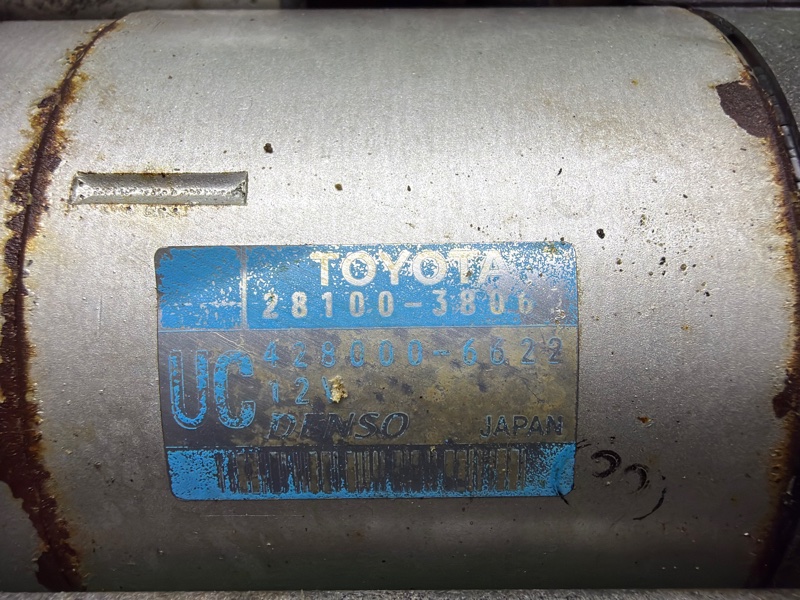 TOYOTA
28100-3806
UC
428000-6622
12V
DENSO JAPAN